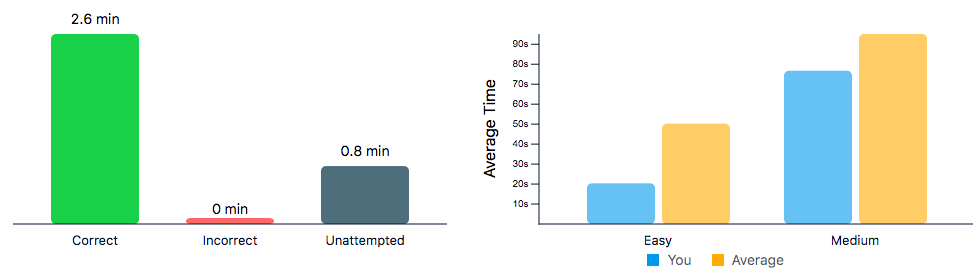 2.6 min
0 min
0.8 min
Correct
Incorrect
Unattempted
Average Time
90s
80s
70s
60s
50s
40s
30s
20s
10s
Easy
Medium
You
Average